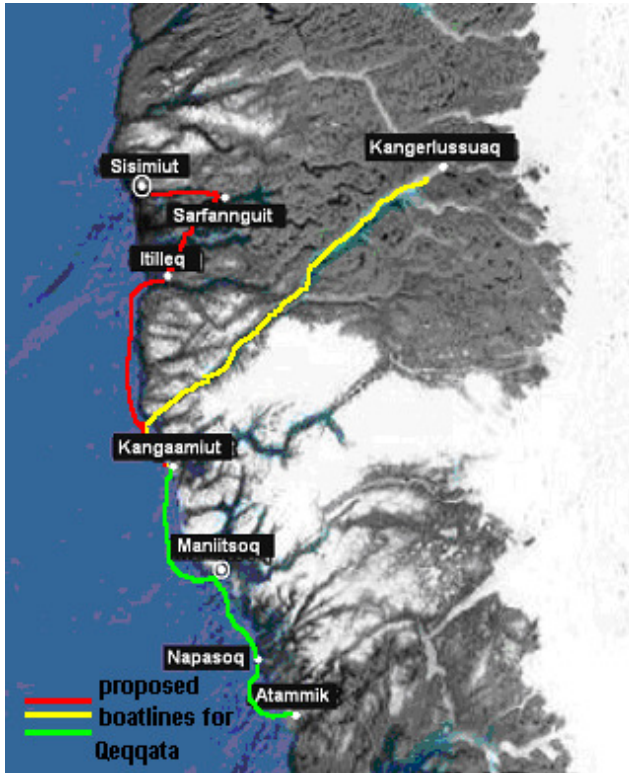 Kangerlussuaq
Sisimiut
Sarfannguit
Itilleq
Kangaamiut
Maniitsoq
Napasoq
Atammik
proposed
boatlines for
Qeqqata